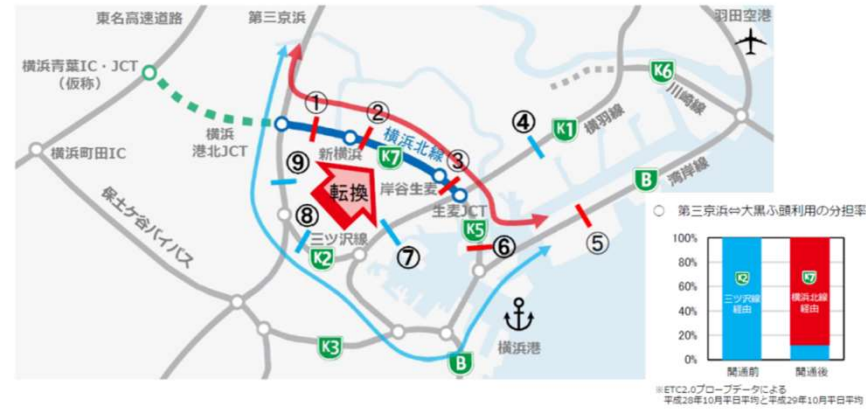 東名高速道路
第三京浜
羽田空港
横浜青葉IC・JCT
（仮称）
K6
川崎線
①
②
④
K1
横羽線
横浜
港北JCT
新横浜
横浜北線
K7
③
B
湾岸線
横浜町田IC
⑨
転換
岸谷生麦
生麦JCT
保土ケ谷バイパス
⑧
三ツ沢線
K2
⑦
K5
⑥
⑤
K3
B
横浜港
○ 第三京浜⇔大黒ふ頭利用の分担率
100%
80%
60%
40%
20%
0%
K2
三ツ沢線
経由
K7
横浜北線
経由
開通前
開通後
※ETC2.0プローブデータによる
平成28年10月平日平均と平成29年10月平日平均